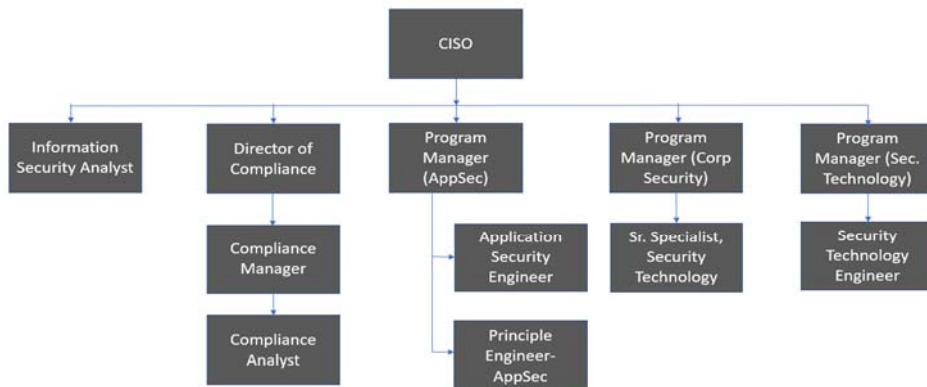 CISO
Information
Security Analyst
Director of
Compliance
Program
Manager
(AppSec)
Program
Manager (Corp
Security)
Program
Manager (Sec.
Technology)
Compliance
Manager
Application
Security
Engineer
Sr. Specialist,
Security
Technology
Security
Technology
Engineer
Compliance
Analyst
Principle
Engineer-
AppSec